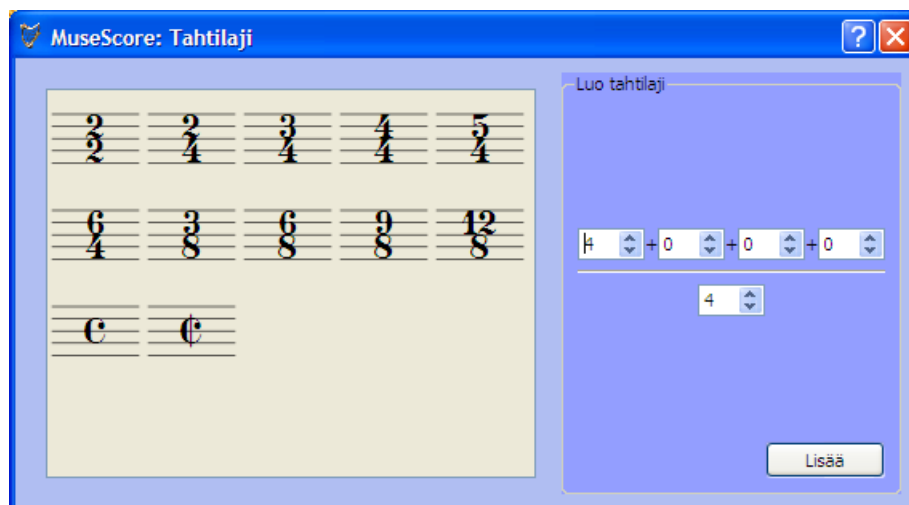 MuseScore: Tahtilaji
Luo tahtilaji
2 2 3 4 5
2 4 4 4 4
6 3 6 9 12
4 8 8 8 8
C ¢
4 + 0 + 0 + 0
4
Lisää